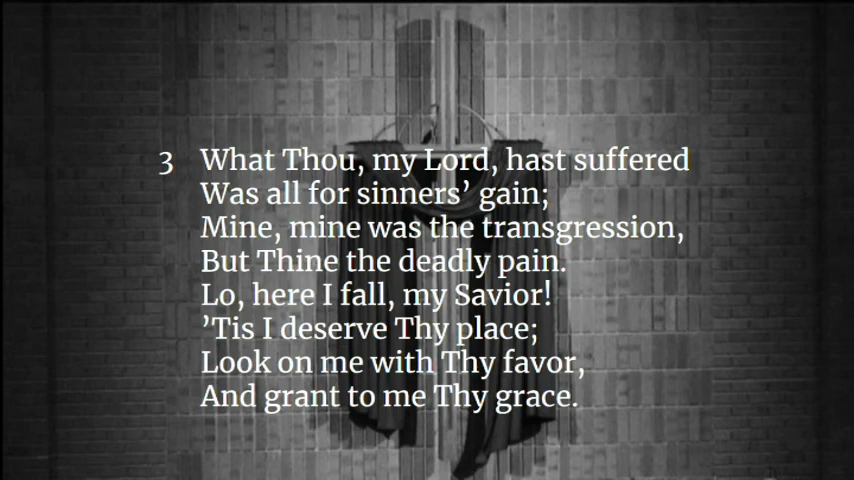 3 What Thou, my Lord, hast suffered
Was all for sinners’ gain;
Mine, mine was the transgression,
But Thine the deadly pain.
Lo, here I fall, my Savior!
’Tis I deserve Thy place;
Look on me with Thy favor,
And grant to me Thy grace.